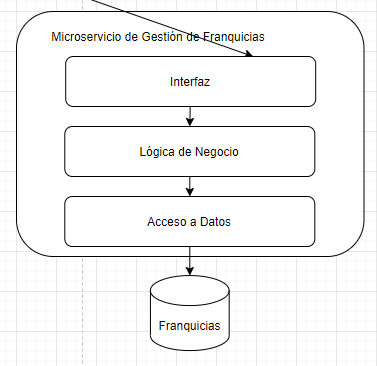 Microservicio de Gestión de Franquicias
Interfaz
Lógica de Negocio
Acceso a Datos
Franquicias